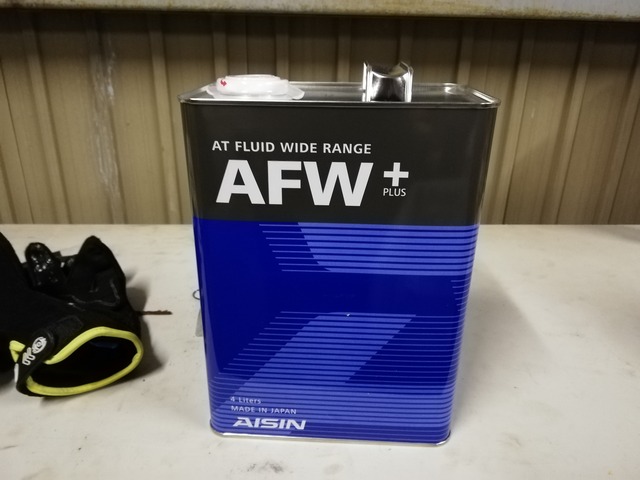 AT FLUID WIDE RANGE
AFW +
PLUS
4 Liters
MADE IN JAPAN
AISIN